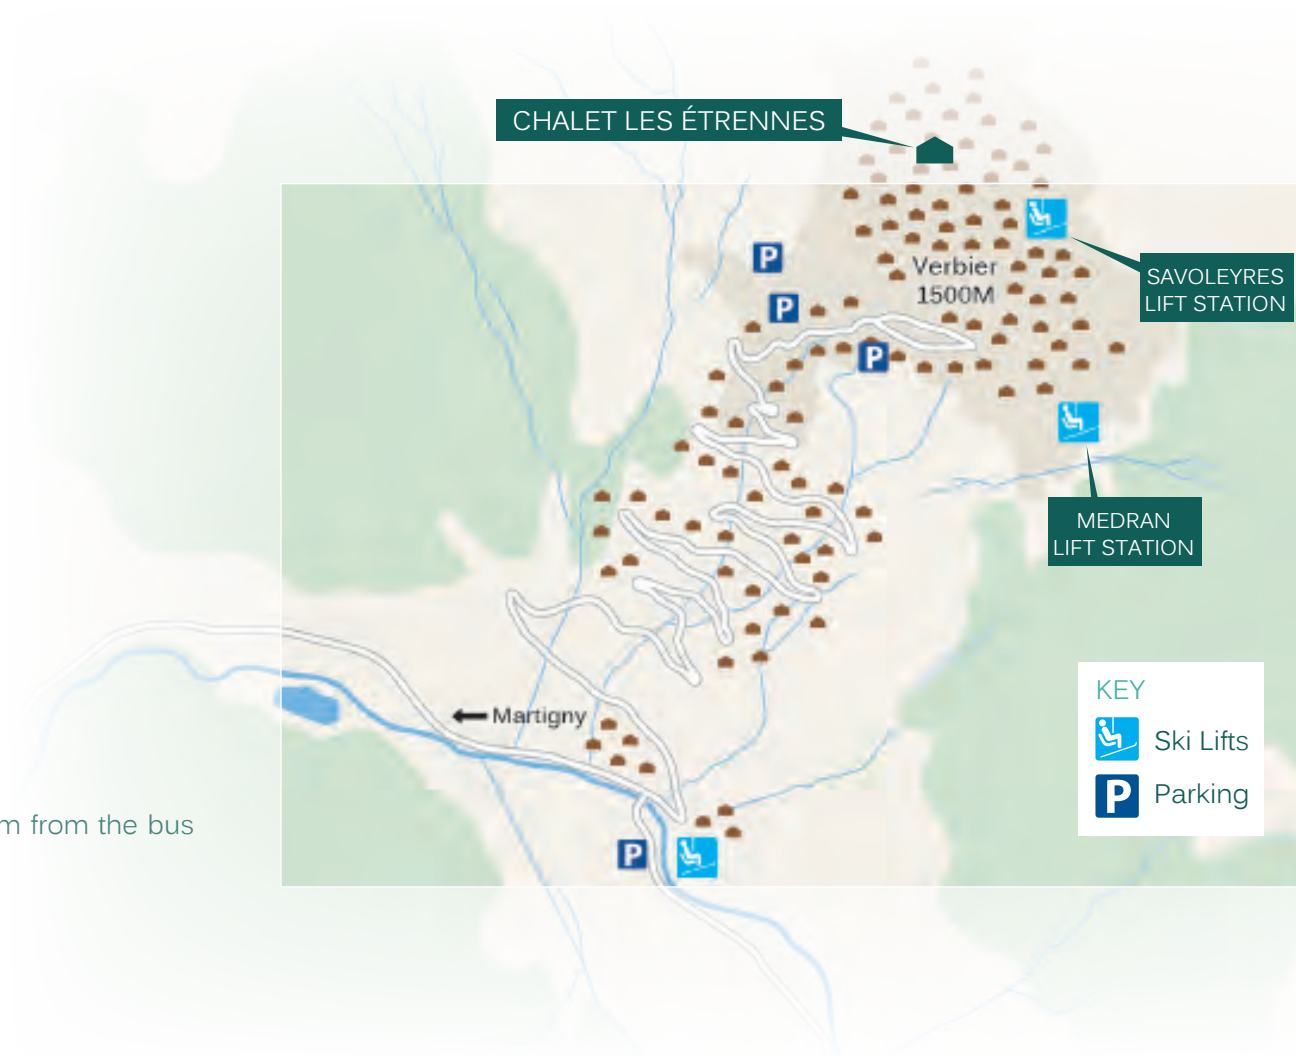 CHALET LES ÉTRENNES
SAVOLEYRES
LIFT STATION
Verbier
1500M
P
P
P
MEDRAN
LIFT STATION
Martigny
KEY
Ski Lifts
P Parking
m from the bus
P